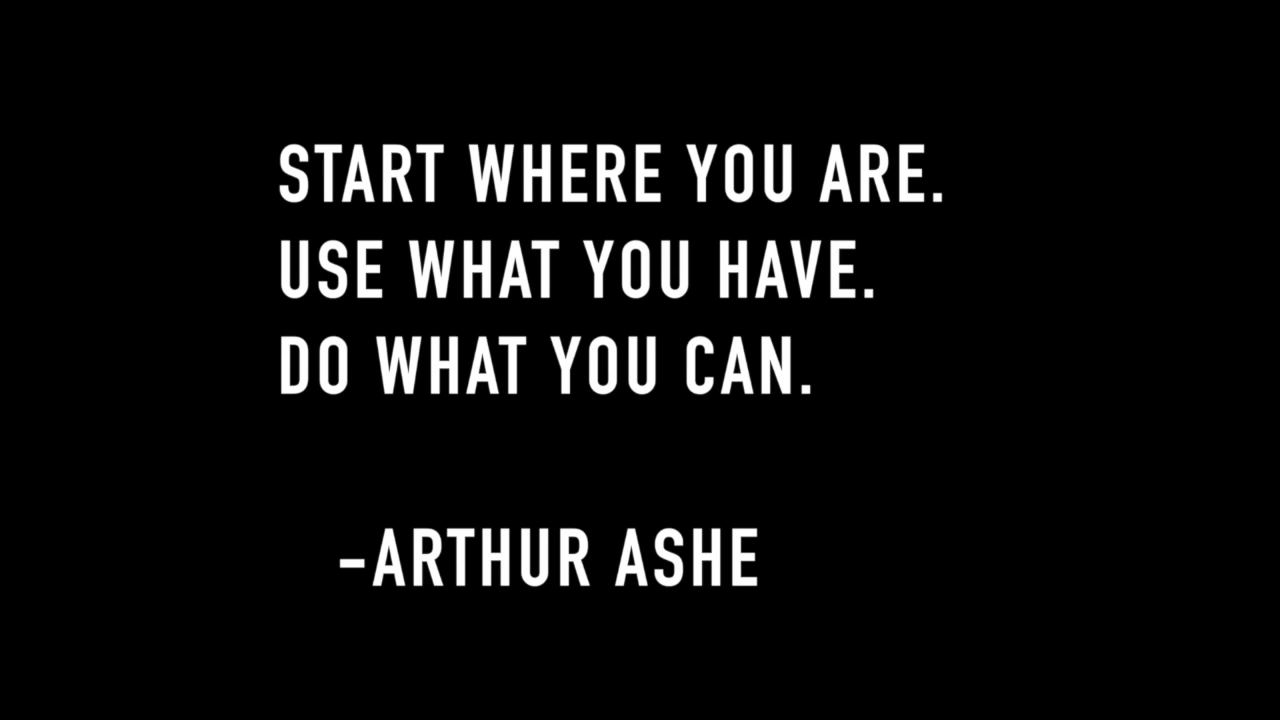 START WHERE YOU ARE.
USE WHAT YOU HAVE.
DO WHAT YOU CAN.
-ARTHUR ASHE